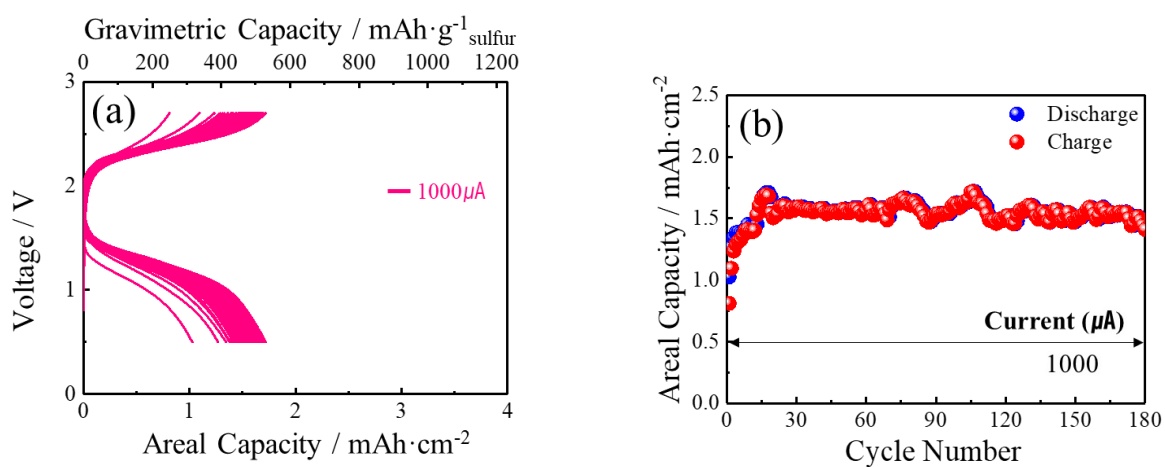 Gravimetric Capacity / mAh·g⁻¹sulfur
0 200 400 600 800 1000 1200
(a)
3
2
1
0
Voltage / V
1000㎂
0 1 2 3 4
Areal Capacity / mAh·cm⁻²
(b)
Discharge
Charge
2.5
2.0
1.5
1.0
0.5
0.0
Areal Capacity / mAh·cm⁻²
Current (㎂)
1000
0 30 60 90 120 150 180
Cycle Number